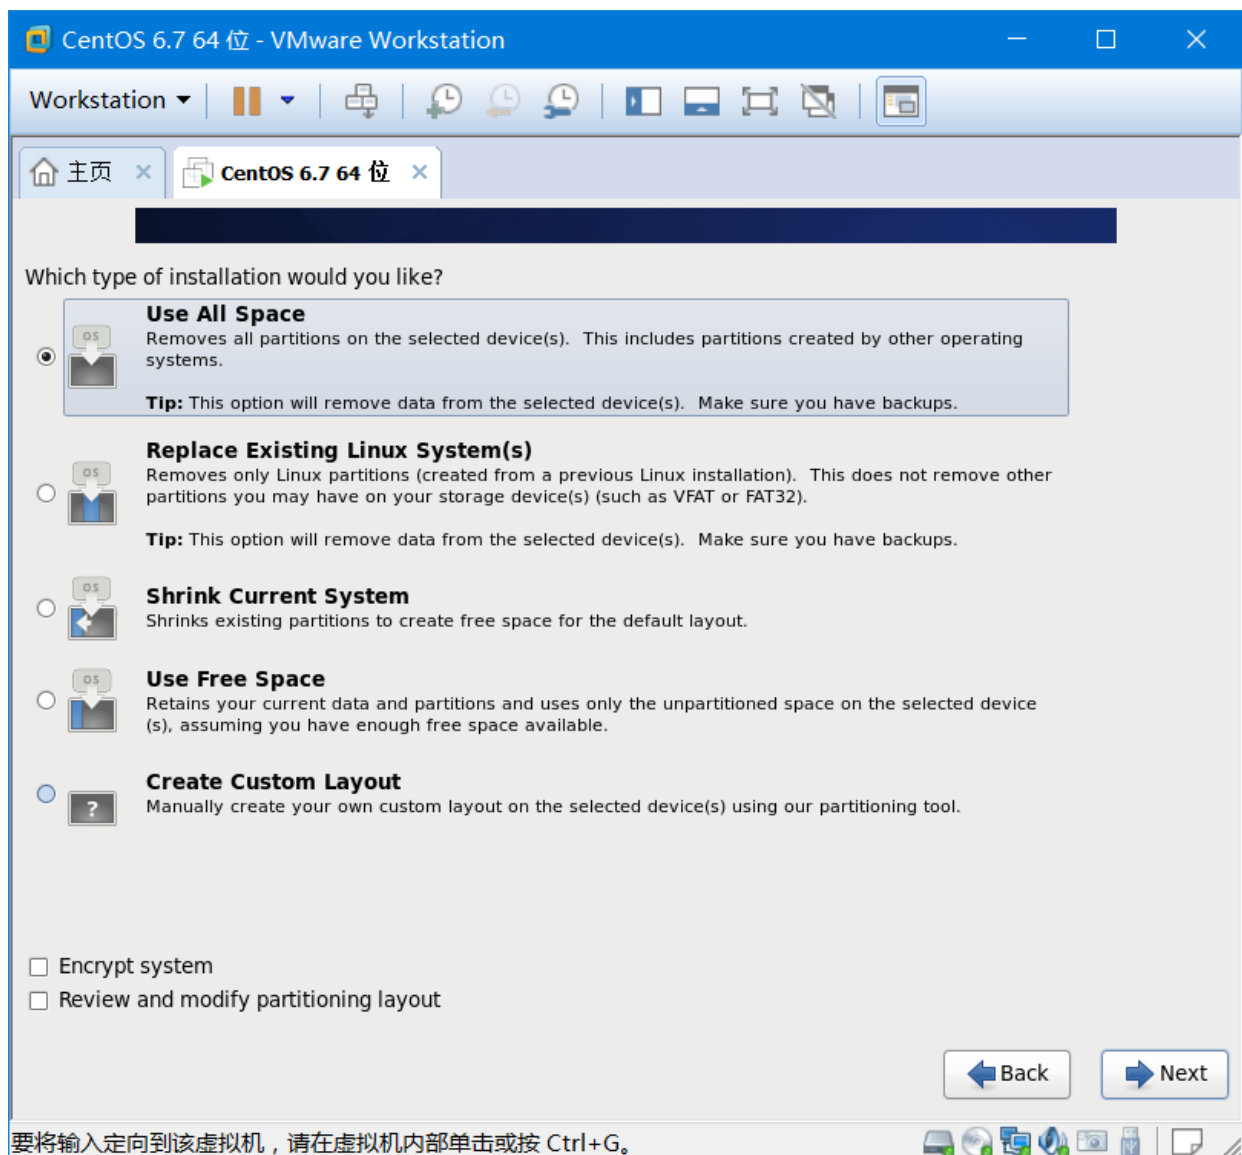 CentOS 6.7 64 位 - VMware Workstation
Workstation
主页
CentOS 6.7 64 位
Which type of installation would you like?
Use All Space
Removes all partitions on the selected device(s). This includes partitions created by other operating
systems.
Tip: This option will remove data from the selected device(s). Make sure you have backups.
Replace Existing Linux System(s)
Removes only Linux partitions (created from a previous Linux installation). This does not remove other
partitions you may have on your storage device(s) (such as VFAT or FAT32).
Tip: This option will remove data from the selected device(s). Make sure you have backups.
Shrink Current System
Shrinks existing partitions to create free space for the default layout.
Use Free Space
Retains your current data and partitions and uses only the unpartitioned space on the selected device
(s), assuming you have enough free space available.
Create Custom Layout
Manually create your own custom layout on the selected device(s) using our partitioning tool.
Encrypt system
Review and modify partitioning layout
Back
Next
要将输入定向到该虚拟机，请在虚拟机内部单击或按 Ctrl+G。